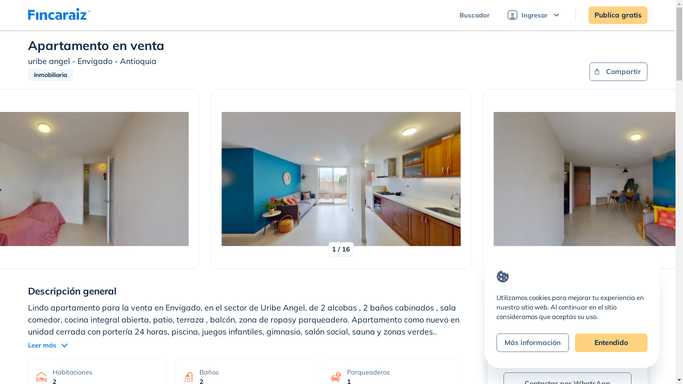 Fincaraiz
Buscador
Ingresar
Publica gratis
Apartamento en venta
uribe angel - Envigado - Antioquia
Inmobiliaria
Compartir
1 / 16
Descripción general
Lindo apartamento para la venta en Envigado, en el sector de Uribe Angel, de 2 alcobas , 2 baños cabinados , sala
comedor, cocina integral abierta, patio, terraza , balcón, zona de ropasy parqueadero. Apartamento como nuevo en
unidad cerrada con portería 24 horas, piscina, juegos infantiles, gimnasio, salón social, sauna y zonas verdes..
Leer más
Habitaciones
2
Baños
2
Parqueaderos
1
Utilizamos cookies para mejorar tu experiencia en
nuestro sitio web. Al continuar en el sitio
consideramos que aceptas su uso.
Más información
Entendido
Contactar por WhatsApp